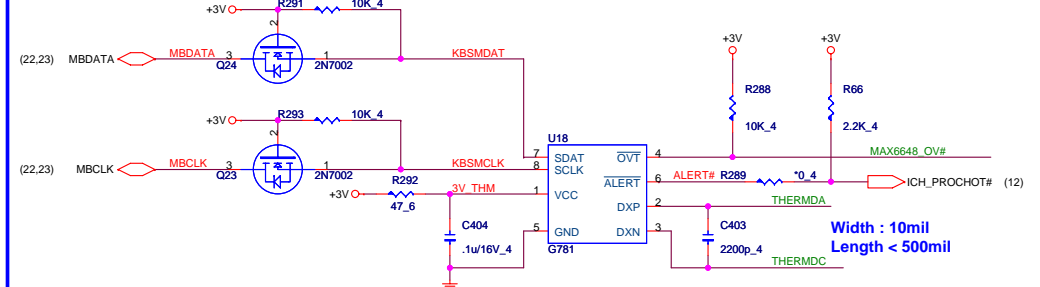 +3V
R291
10K_4
2
(22,23)
MBDATA
MBDATA
3
1
KBSMDAT
Q24
2N7002
+3V
R293
10K_4
2
(22,23)
MBCLK
MBCLK
3
1
KBSMCLK
Q23
2N7002
+3V
R292
47_6
3V_THM
C404
.1u/16V_4
U18
7
SDAT
8
SCLK
1
VCC
5
GND
OVT
4
ALERT
6
DXP
2
DXN
3
G781
+3V
+3V
R288
10K_4
R66
2.2K_4
MAX6648_OV#
ALERT#
R289
*0_4
ICH_PROCHOT#
(12)
THERMDA
C403
2200p_4
THERMDC
Width : 10mil
Length < 500mil